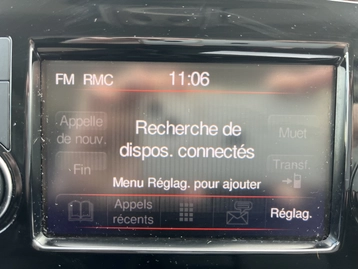 FM RMC 11:06
Appelle de nouv.
Recherche de
dispos. connectés
Muet
Fin
Transf.
Menu Réglag. pour ajouter
Appels récents
Réglag.